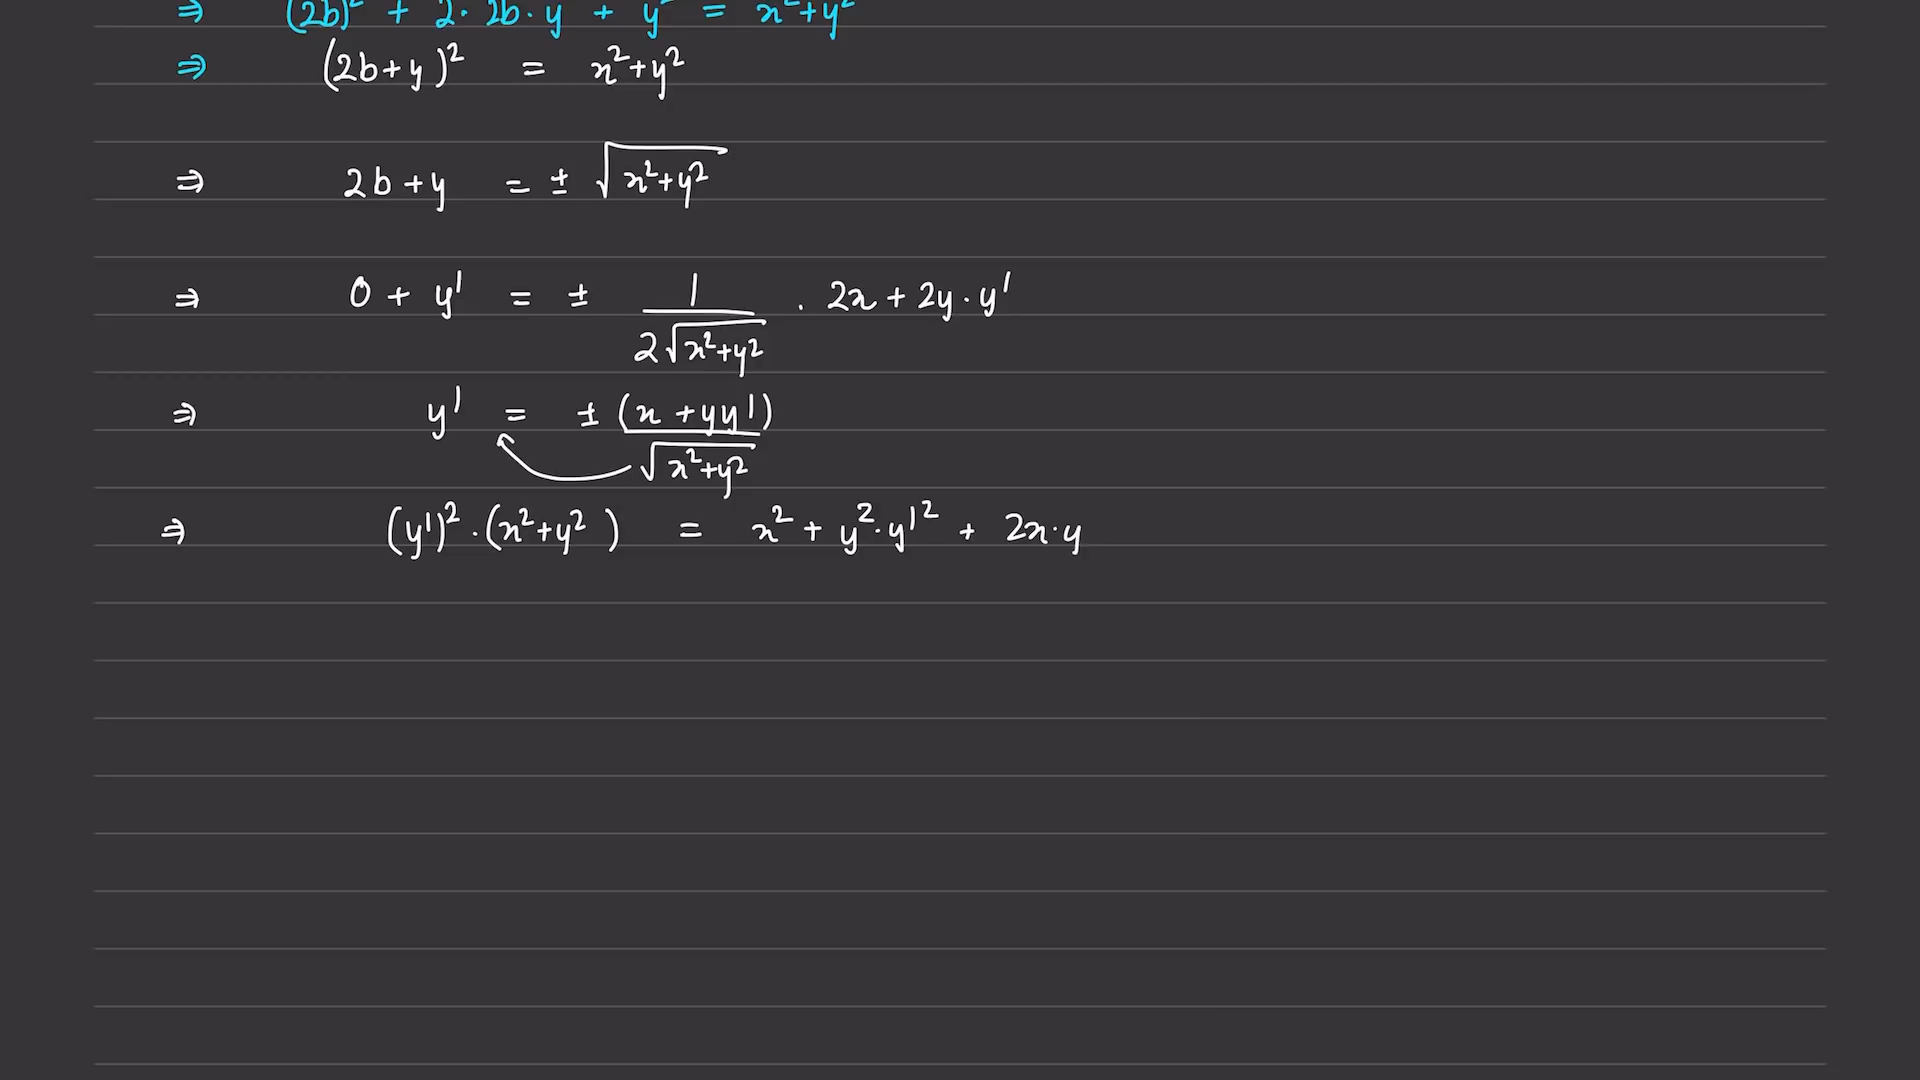 ⇒ (2b)² + 2· 2b· y + y² = x²+y²
⇒ (2b+y)² = x²+y²
⇒ 2b+y = ± √(x²+y²)
⇒ 0 + y' = ± 1/(2√(x²+y²)) . 2x + 2y·y'
⇒ y' = ± (x + yy')/√(x²+y²)
⇒ (y')² · (x²+y²) = x² + y²·y'² + 2x·y